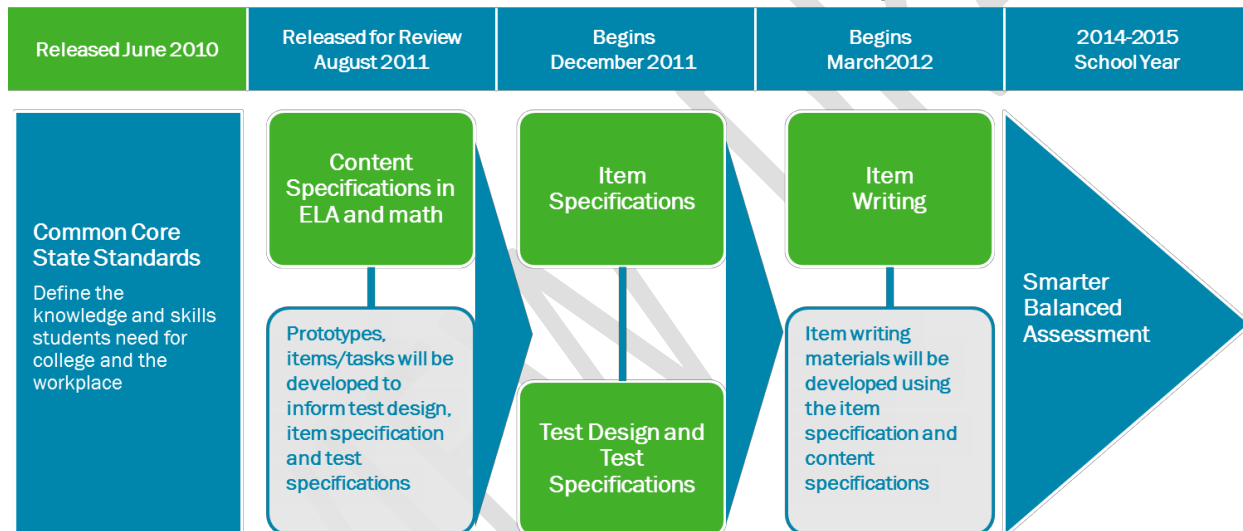 Released June 2010
Released for Review
August 2011
Begins
December 2011
Begins
March2012
2014-2015
School Year
Common Core
State Standards
Define the
knowledge and skills
students need for
college and the
workplace
Content
Specifications in
ELA and math
Prototypes,
items/tasks will be
developed to
inform test design,
item specification
and test
specifications
Item
Specifications
Test Design and
Test
Specifications
Item
Writing
Item writing
materials will be
developed using
the item
specification and
content
specifications
Smarter
Balanced
Assessment